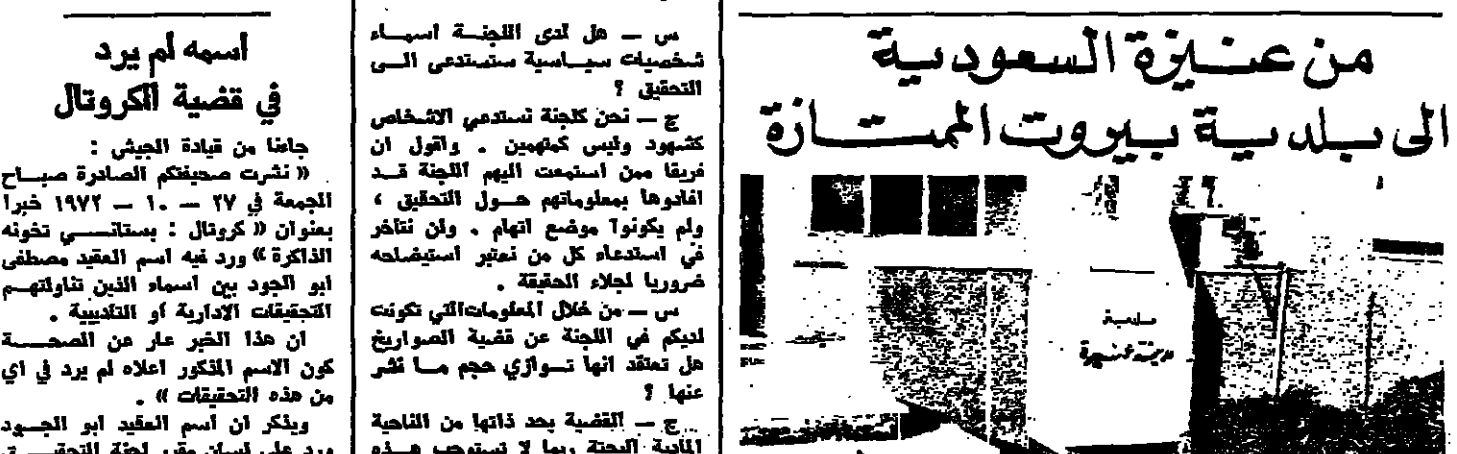 من عنيزة السعودية
الى بلدية بيروت الممتازة
بلدية
مدينة عنيزة
س — هل لدى اللجنة اسماء
شخصيات سياسية ستستدعى الى
التحقيق ؟
ج — نحن كلجنة نستدعي الاشخاص
كشهود وليس كمتهمين . واقول ان
فريقا ممن استمعت اليهم اللجنة قد
افادوها بمعلوماتهم حول التحقيق ،
ولم يكونوا موضع اتهام . ولن نتاخر
في استدعاء كل من نعتبر استيضاحه
ضروريا لجلاء الحقيقة .
س — من خلال المعلومات التي تكونت
لديكم في اللجنة عن قضية الصواريخ
هل تعتقد انها توازي حجم ما نشر
عنها ؟
ج — القضية بحد ذاتها من الناحية
المادية البحتة ربما لا تستوجب هذه
اسمه لم يرد
في قضية الكروتال
جاءنا من قيادة الجيش :
« نشرت صحيفتكم الصادرة صباح
الجمعة في ٢٧ — ١٠ — ١٩٧٢ خبرا
بعنوان « كروتال : بستانسي تخونه
الذاكرة » ورد فيه اسم العقيد مصطفى
ابو الجود بين اسماء الذين تناولتهم
التحقيقات الادارية او التاديبية .
ان هذا الخبر عار عن الصحة
كون الاسم المذكور اعلاه لم يرد في اي
من هذه التحقيقات » .
ويذكر ان اسم العقيد ابو الجود
ورد على لسان مقرر لجنة التحقيق